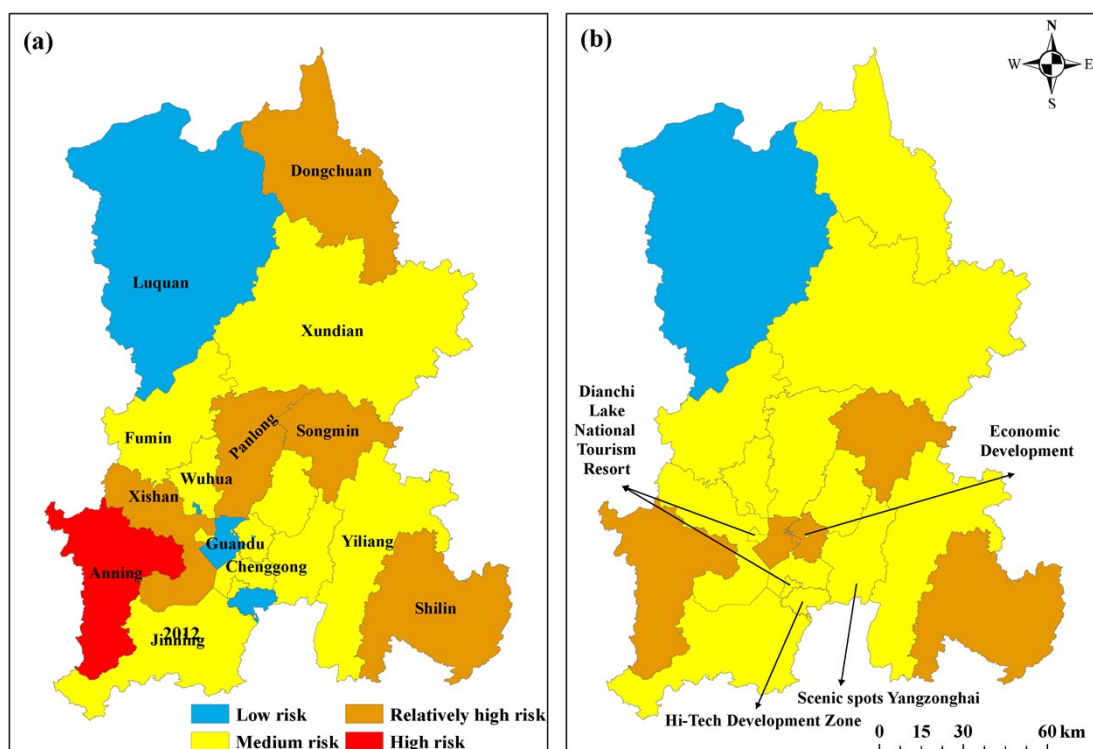 (a)
Dongchuan
Luquan
Xundian
Panlong
Songmin
Fumin
Wuhua
Xishan
Guandu
Yiliang
Chenggong
Anning
Shilin
2012
Jinning
Low risk
Relatively high risk
Medium risk
High risk
(b)
N
W
E
S
Dianchi
Lake
National
Tourism
Resort
Economic
Development
Scenic spots Yangzonghai
Hi-Tech Development Zone
0 15 30 60 km